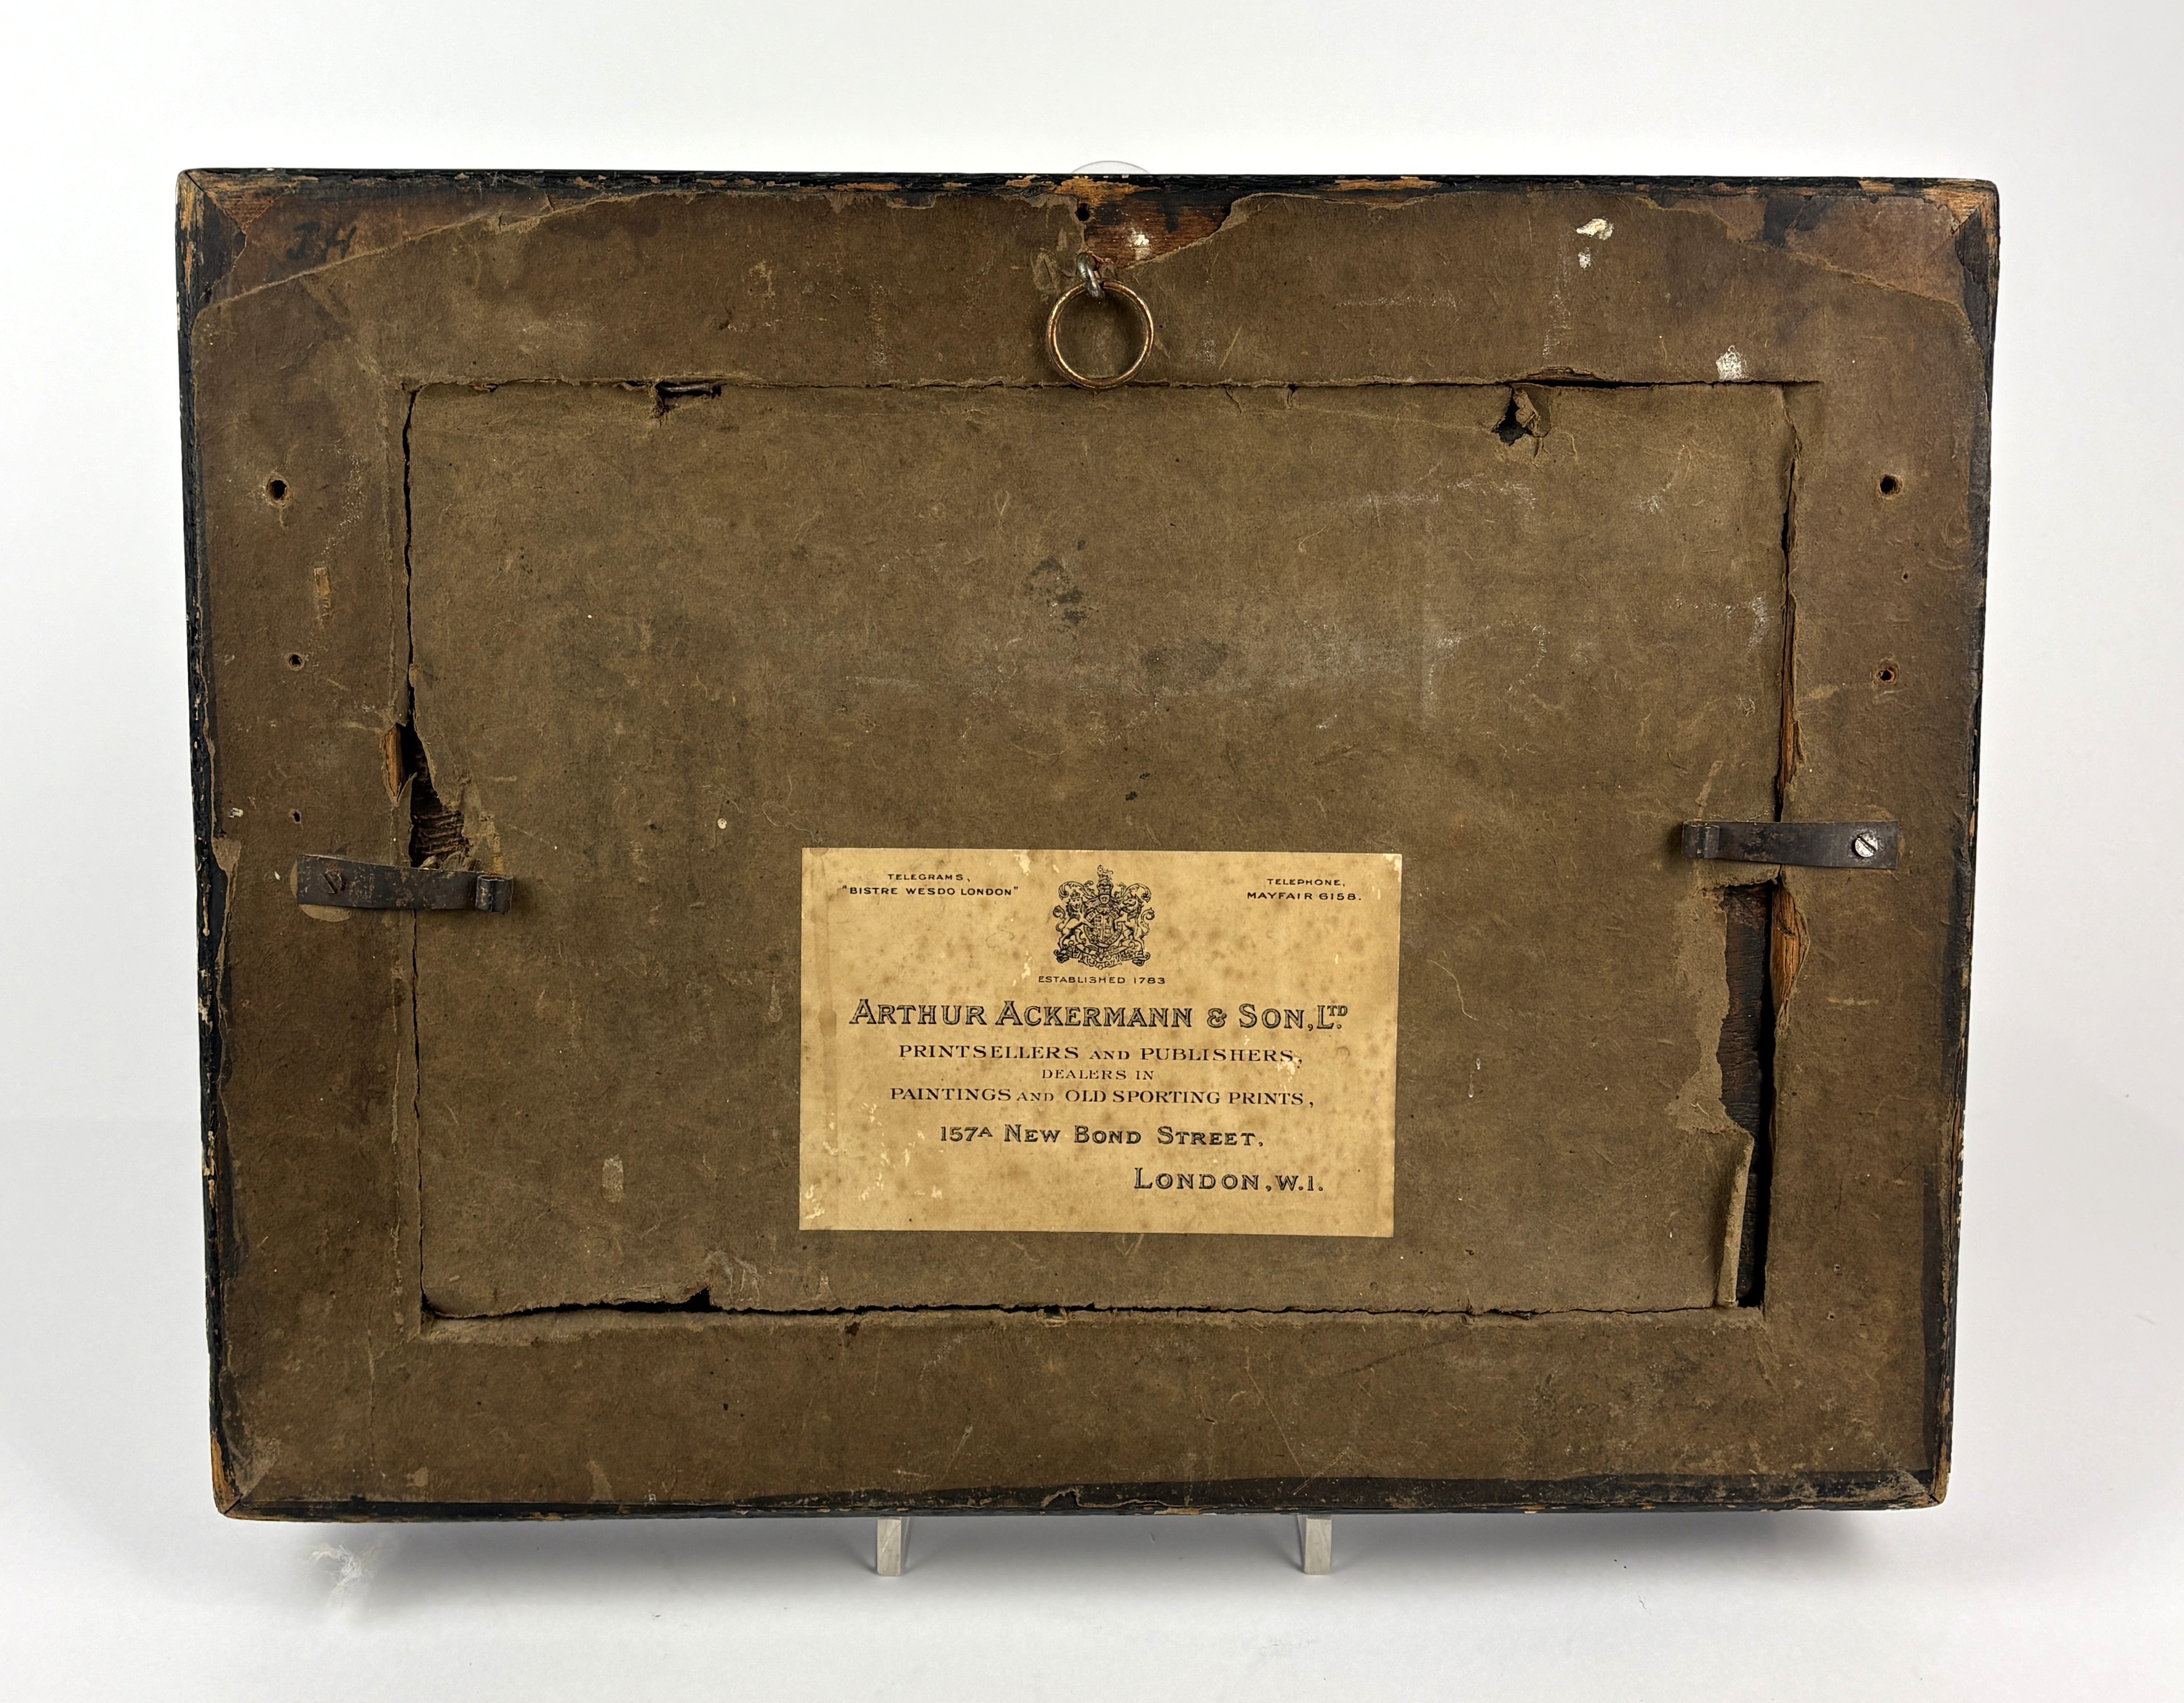 TELEGRAMS,
"BISTRE WESDO LONDON"
TELEPHONE,
MAYFAIR 6158.
ESTABLISHED 1783
ARTHUR ACKERMANN & SON, LTD
PRINTSELLERS AND PUBLISHERS,
DEALERS IN
PAINTINGS AND OLD SPORTING PRINTS,
157A NEW BOND STREET,
LONDON, W.1.